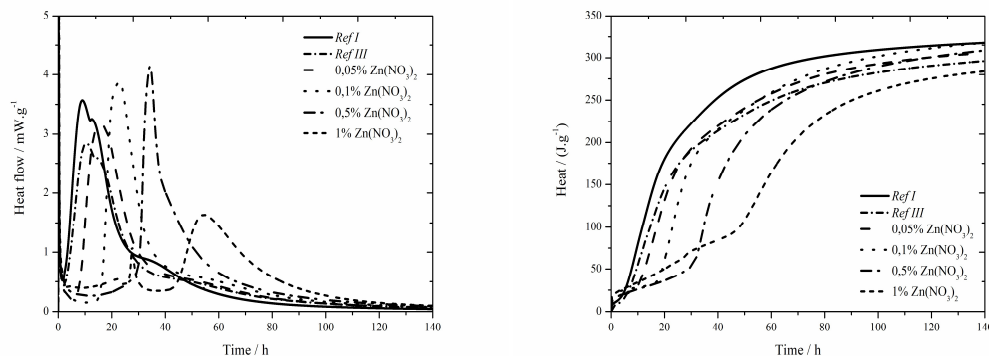 5
4
3
2
1
0
Heat flow / mW.g⁻¹
0 20 40 60 80 100 120 140
Time / h
Ref I
Ref III
0,05% Zn(NO₃)₂
0,1% Zn(NO₃)₂
0,5% Zn(NO₃)₂
1% Zn(NO₃)₂
350
300
250
200
150
100
50
0
Heat / (J.g⁻¹)
0 20 40 60 80 100 120 140
Time / h
Ref I
Ref III
0,05% Zn(NO₃)₂
0,1% Zn(NO₃)₂
0,5% Zn(NO₃)₂
1% Zn(NO₃)₂